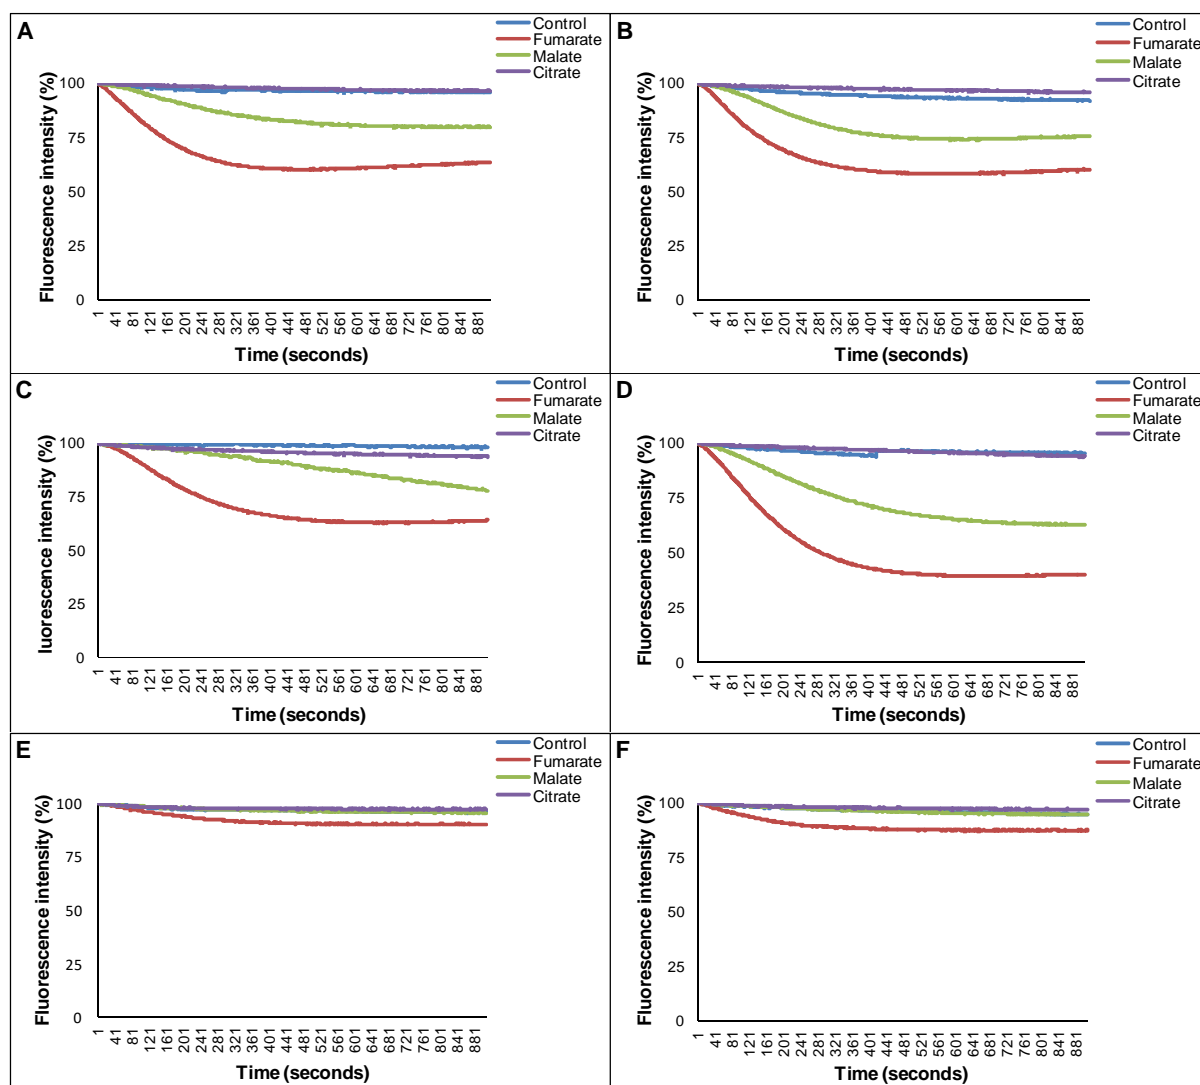 A
Control
Fumarate
Malate
Citrate
Fluorescence intensity (%)
100
75
50
25
0
1 41 81 121 161 201 241 281 321 361 401 441 481 521 561 601 641 681 721 761 801 841 881
Time (seconds)
B
Control
Fumarate
Malate
Citrate
Fluorescence intensity (%)
100
75
50
25
0
1 41 81 121 161 201 241 281 321 361 401 441 481 521 561 601 641 681 721 761 801 841 881
Time (seconds)
C
Control
Fumarate
Malate
Citrate
luorescence intensity (%)
100
75
50
25
0
1 41 81 121 161 201 241 281 321 361 401 441 481 521 561 601 641 681 721 761 801 841 881
Time (seconds)
D
Control
Fumarate
Malate
Citrate
Fluorescence intensity (%)
100
75
50
25
0
1 41 81 121 161 201 241 281 321 361 401 441 481 521 561 601 641 681 721 761 801 841 881
Time (seconds)
E
Control
Fumarate
Malate
Citrate
Fluorescence intensity (%)
100
75
50
25
0
1 41 81 121 161 201 241 281 321 361 401 441 481 521 561 601 641 681 721 761 801 841 881
Time (seconds)
F
Control
Fumarate
Malate
Citrate
Fluorescence intensity (%)
100
75
50
25
0
1 41 81 121 161 201 241 281 321 361 401 441 481 521 561 601 641 681 721 761 801 841 881
Time (seconds)